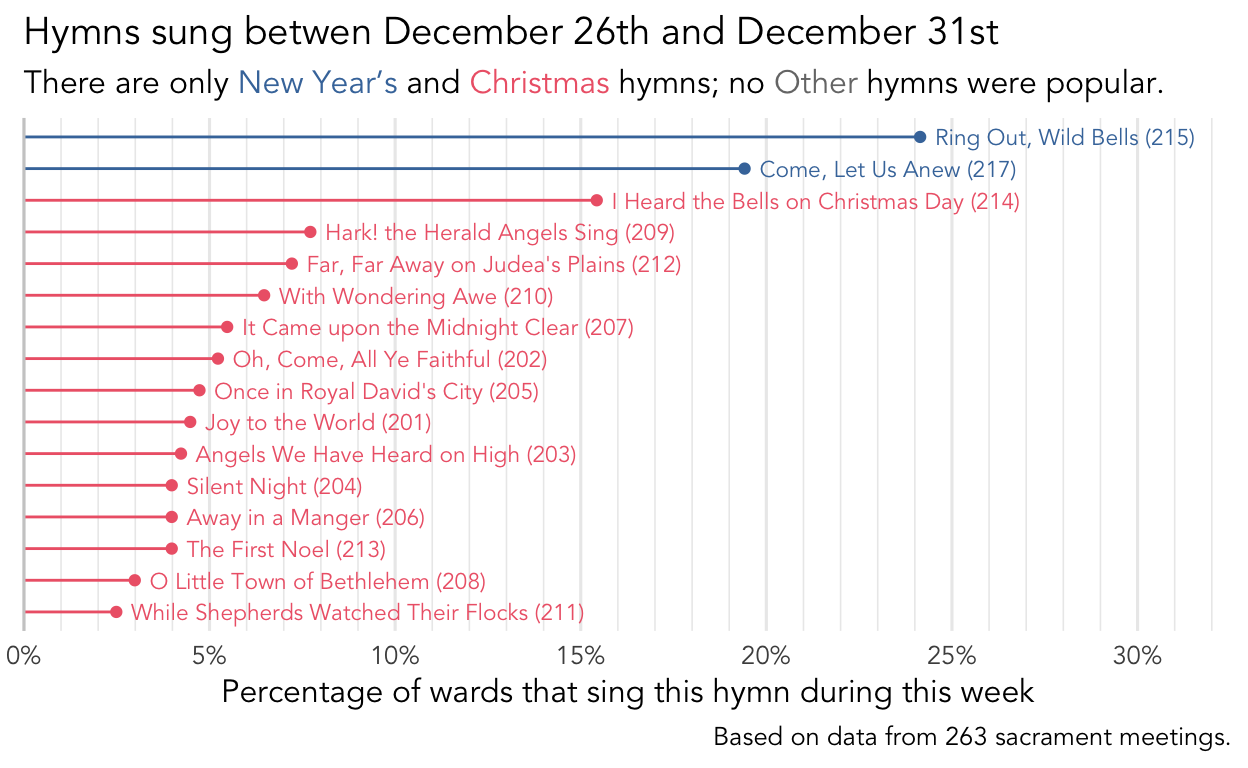 Hymns sung betwen December 26th and December 31st
There are only New Year’s and Christmas hymns; no Other hymns were popular.
Ring Out, Wild Bells (215)
Come, Let Us Anew (217)
I Heard the Bells on Christmas Day (214)
Hark! the Herald Angels Sing (209)
Far, Far Away on Judea's Plains (212)
With Wondering Awe (210)
It Came upon the Midnight Clear (207)
Oh, Come, All Ye Faithful (202)
Once in Royal David's City (205)
Joy to the World (201)
Angels We Have Heard on High (203)
Silent Night (204)
Away in a Manger (206)
The First Noel (213)
O Little Town of Bethlehem (208)
While Shepherds Watched Their Flocks (211)
0% 5% 10% 15% 20% 25% 30%
Percentage of wards that sing this hymn during this week
Based on data from 263 sacrament meetings.